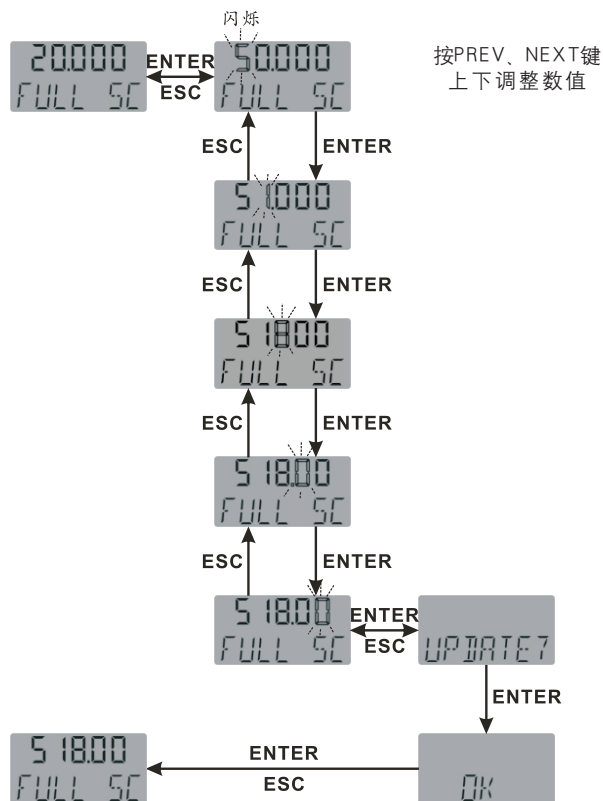 闪烁
20.000
FULL SC
ENTER
ESC
50.000
FULL SC
按PREV、NEXT键
上下调整数值
ESC
ENTER
51.000
FULL SC
ESC
ENTER
51800
FULL SC
ESC
ENTER
518.00
FULL SC
ESC
ENTER
518.00
FULL SC
ENTER
ESC
UPDATE?
ENTER
518.00
FULL SC
ENTER
ESC
OK